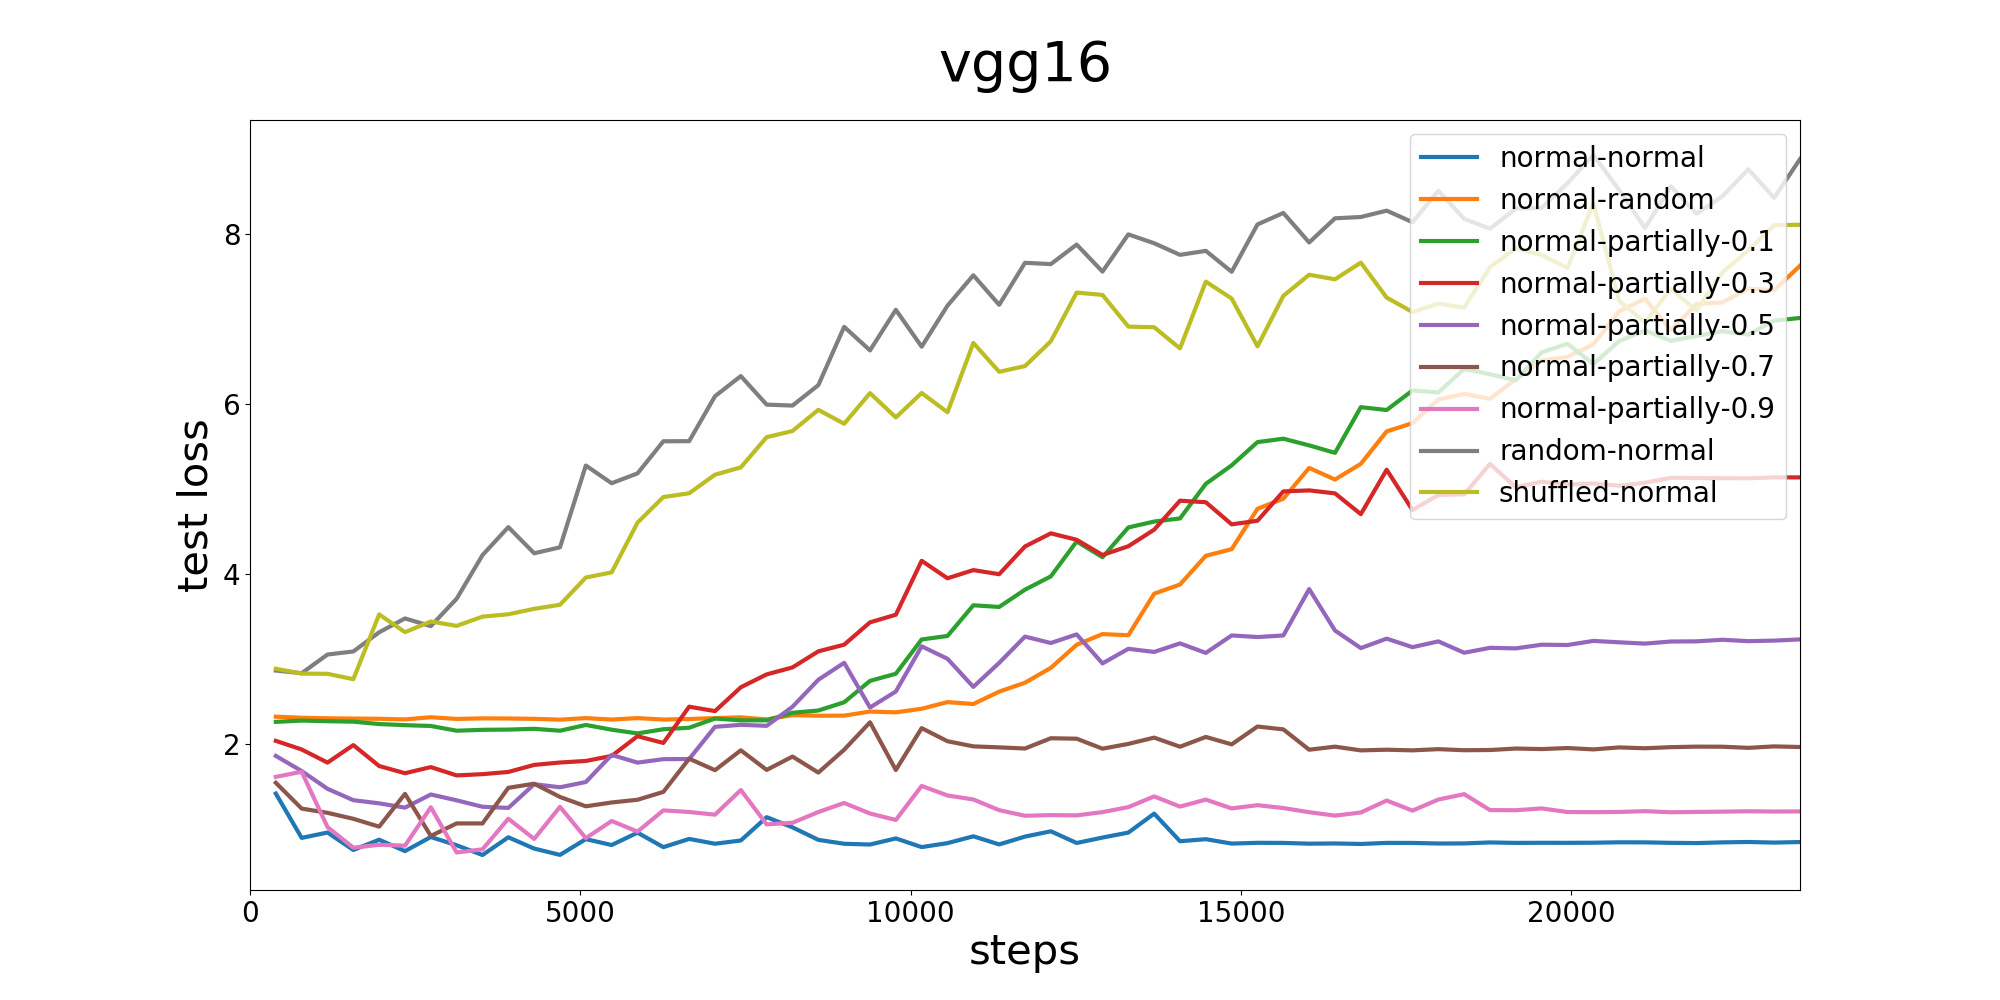 vgg16
test loss
8
6
4
2
normal-normal
normal-random
normal-partially-0.1
normal-partially-0.3
normal-partially-0.5
normal-partially-0.7
normal-partially-0.9
random-normal
shuffled-normal
0 5000 10000 15000 20000
steps